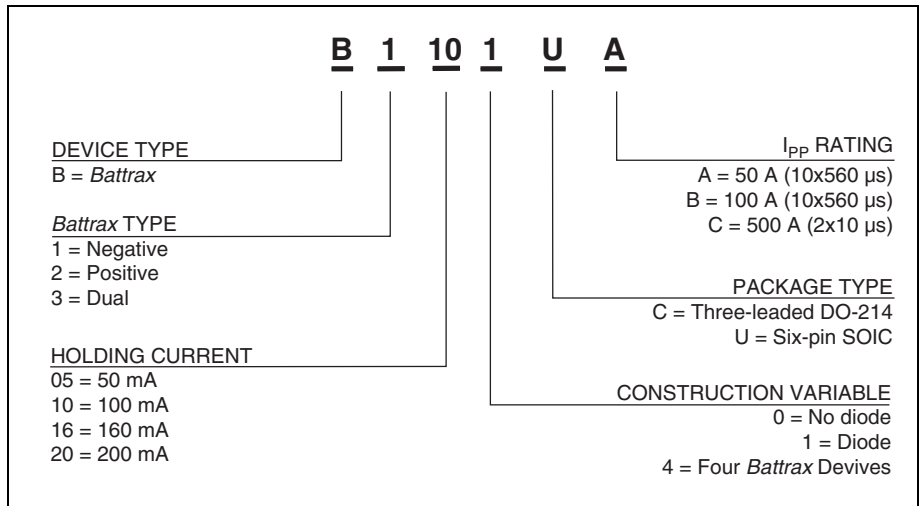 B 1 10 1 U A
DEVICE TYPE
B = Battrax
Battrax TYPE
1 = Negative
2 = Positive
3 = Dual
HOLDING CURRENT
05 = 50 mA
10 = 100 mA
16 = 160 mA
20 = 200 mA
IPP RATING
A = 50 A (10x560 µs)
B = 100 A (10x560 µs)
C = 500 A (2x10 µs)
PACKAGE TYPE
C = Three-leaded DO-214
U = Six-pin SOIC
CONSTRUCTION VARIABLE
0 = No diode
1 = Diode
4 = Four Battrax Devives